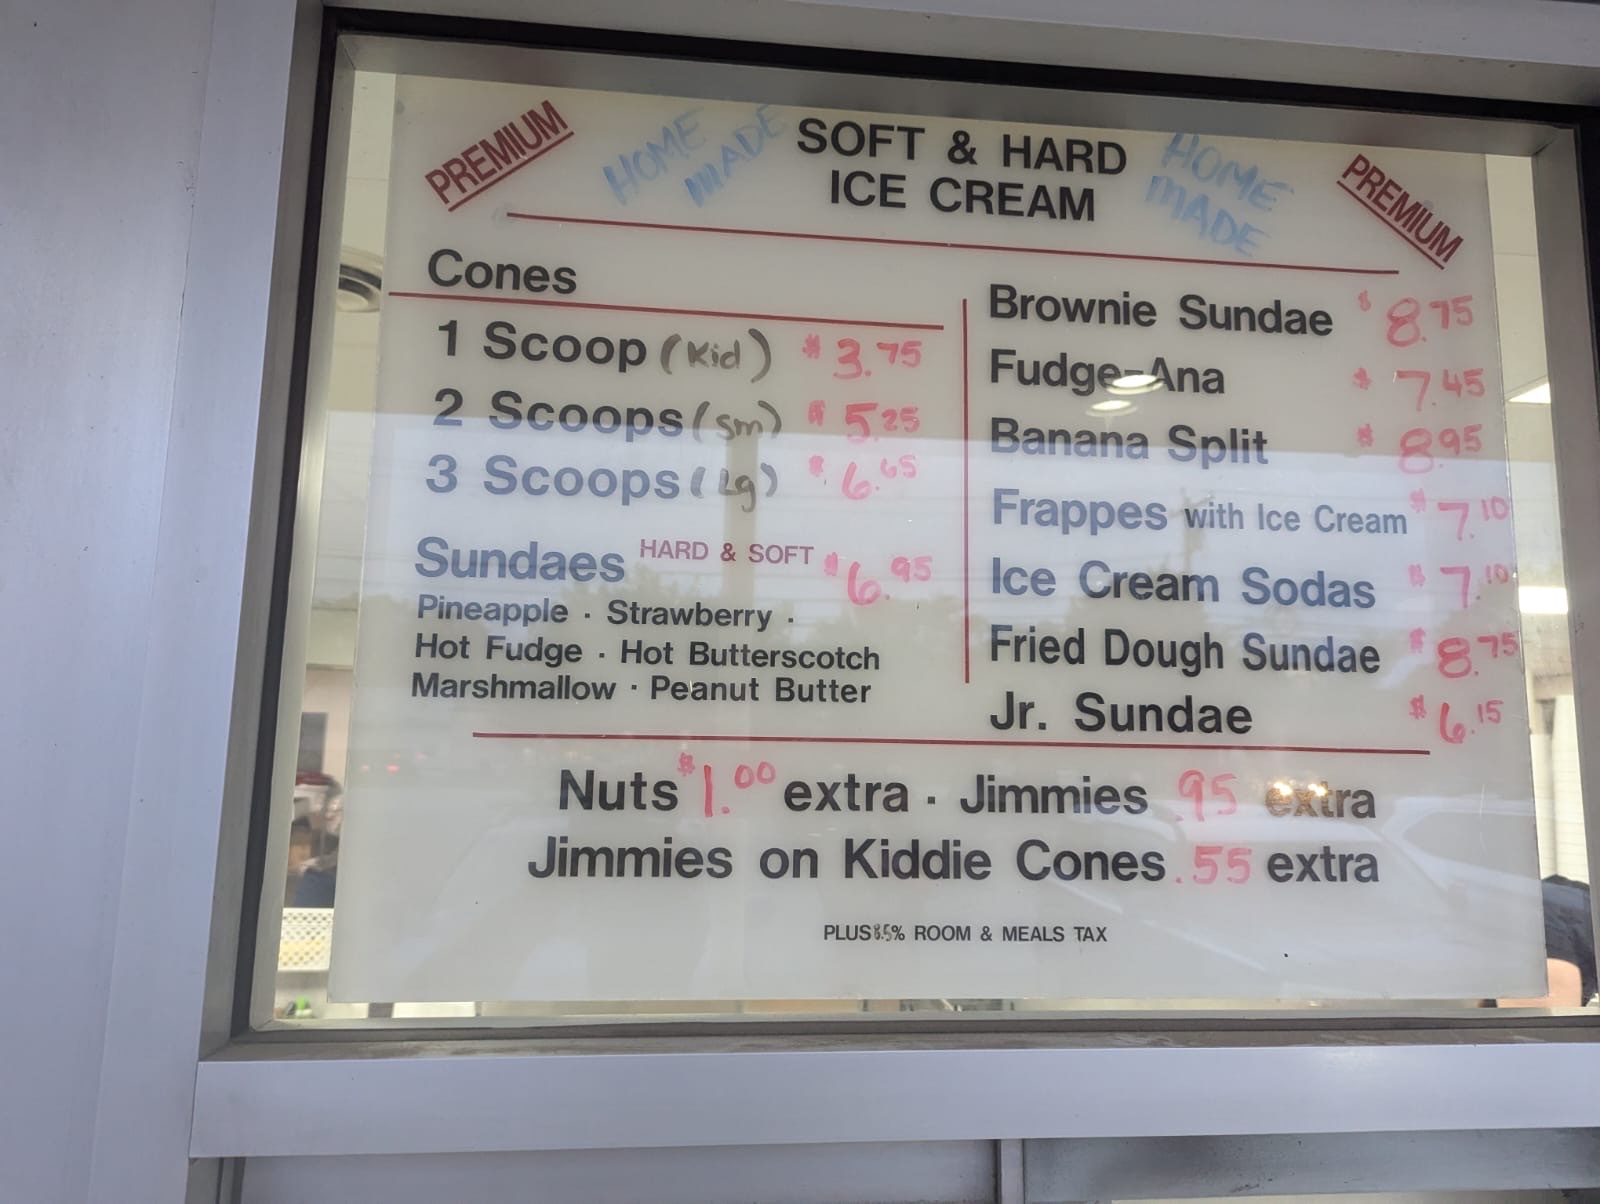 PREMIUM
HOME MADE
SOFT & HARD
ICE CREAM
HOME MADE
PREMIUM
Cones
1 Scoop (Kid) $3.75
2 Scoops (Sm) $5.25
3 Scoops (Lg) $6.65
Sundaes HARD & SOFT $6.95
Pineapple · Strawberry ·
Hot Fudge · Hot Butterscotch
Marshmallow · Peanut Butter
Brownie Sundae $8.75
Fudge-Ana $7.45
Banana Split $8.95
Frappes with Ice Cream $7.10
Ice Cream Sodas $7.10
Fried Dough Sundae $8.75
Jr. Sundae $6.15
Nuts $1.00 extra · Jimmies .95 extra
Jimmies on Kiddie Cones .55 extra
PLUS 8.5% ROOM & MEALS TAX